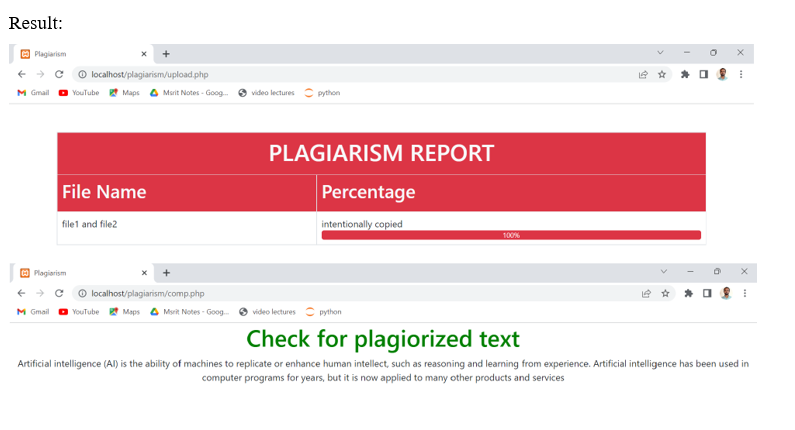 Result:
Plagiarism
localhost/plagiarism/upload.php
Gmail YouTube Maps Msrit Notes - Goog... video lectures python
PLAGIARISM REPORT
File Name Percentage
file1 and file2 intentionally copied
100%
Plagiarism
localhost/plagiarism/comp.php
Gmail YouTube Maps Msrit Notes - Goog... video lectures python
Check for plagiorized text
Artificial intelligence (AI) is the ability of machines to replicate or enhance human intellect, such as reasoning and learning from experience. Artificial intelligence has been used in
computer programs for years, but it is now applied to many other products and services